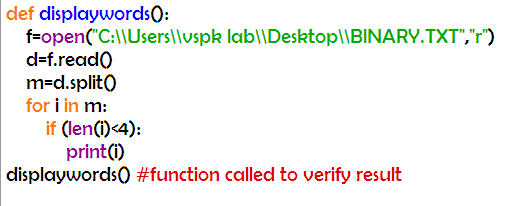 def displaywords():
    f=open("C:\\Users\\vspk lab\\Desktop\\BINARY.TXT","r")
    d=f.read()
    m=d.split()
    for i in m:
        if (len(i)<4):
            print(i)
displaywords() #function called to verify result